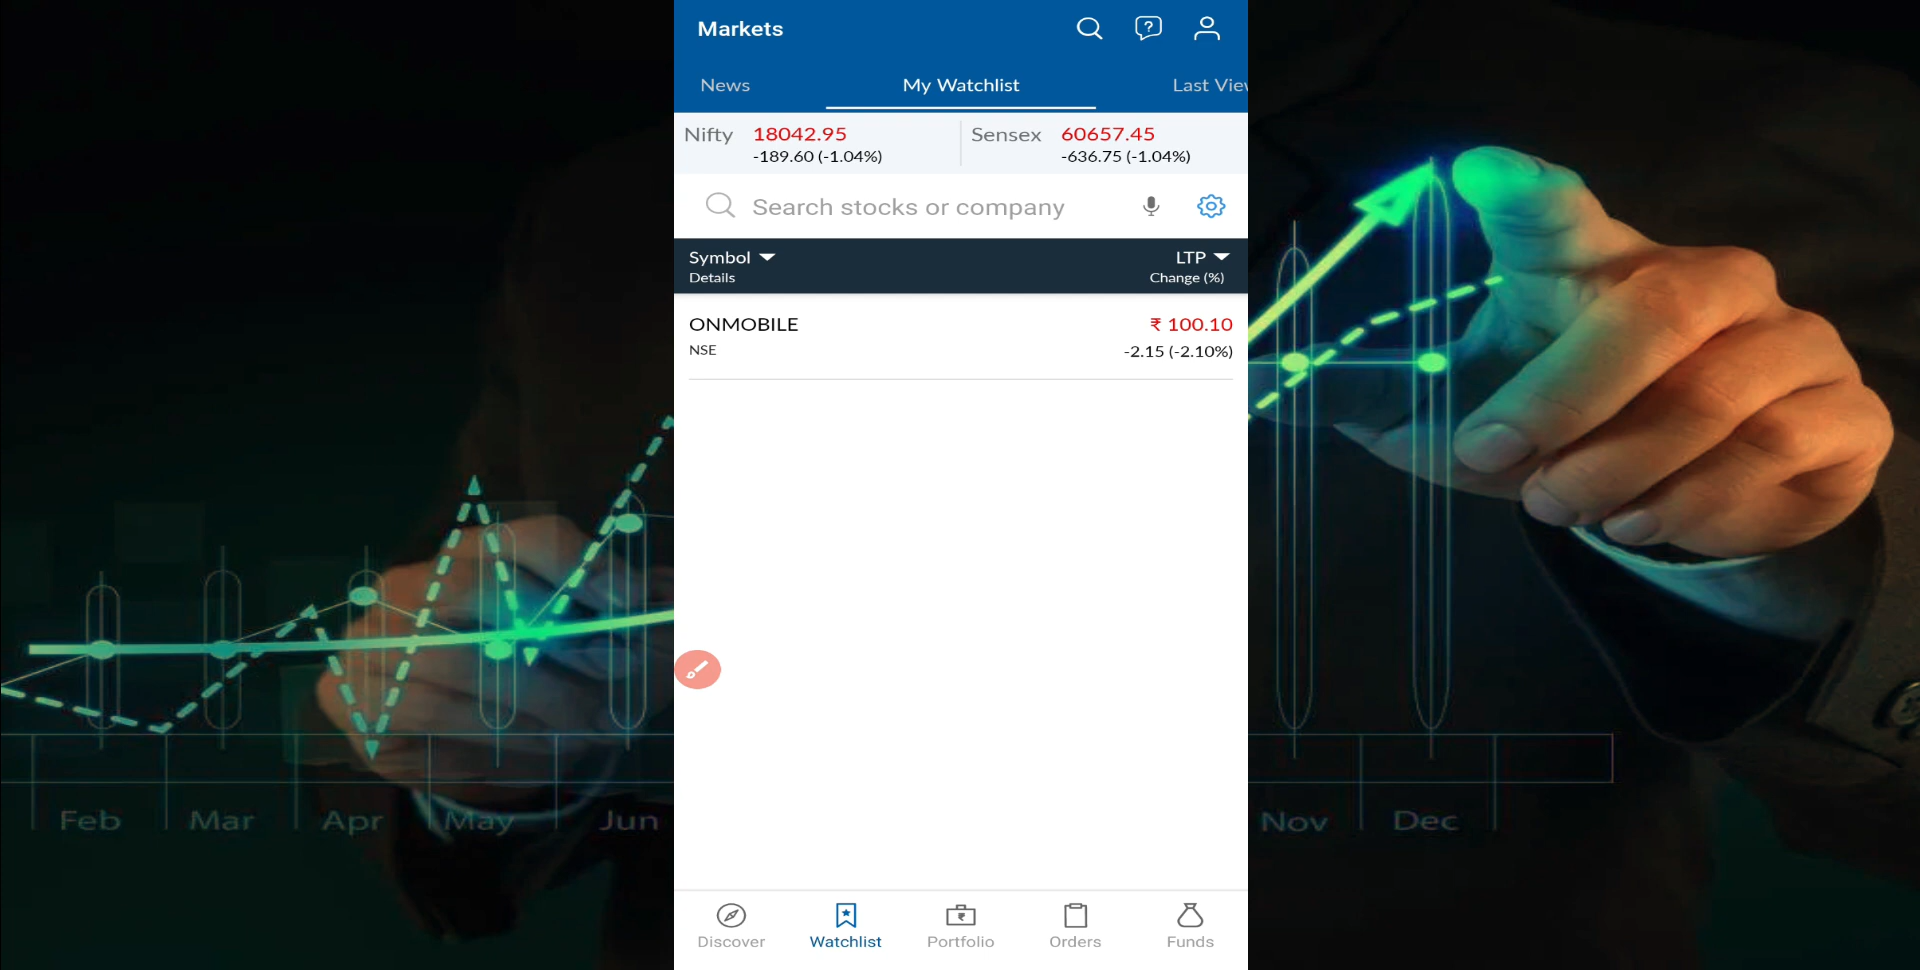 Markets
News My Watchlist Last View
Nifty 18042.95 Sensex 60657.45
-189.60 (-1.04%) -636.75 (-1.04%)
Search stocks or company
Symbol LTP
Details Change (%)
ONMOBILE ₹ 100.10
NSE -2.15 (-2.10%)
Feb Mar Apr May Jun Nov Dec
Discover Watchlist Portfolio Orders Funds